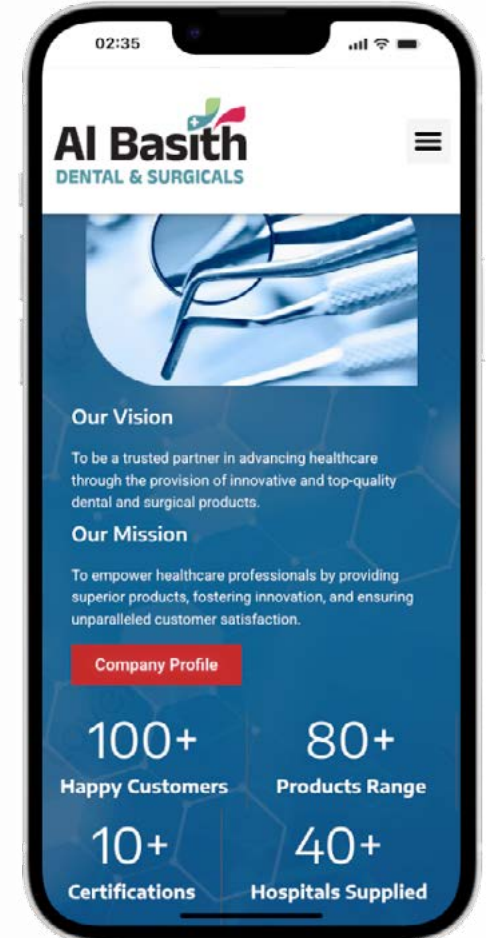 02:35
Al Basith
DENTAL & SURGICALS
Our Vision
To be a trusted partner in advancing healthcare
through the provision of innovative and top-quality
dental and surgical products.
Our Mission
To empower healthcare professionals by providing
superior products, fostering innovation, and ensuring
unparalleled customer satisfaction.
Company Profile
100+ 80+
Happy Customers Products Range
10+ 40+
Certifications Hospitals Supplied